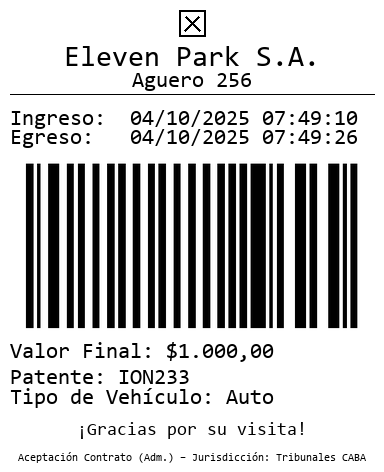 Eleven Park S.A.
Aguero 256
Ingreso: 04/10/2025 07:49:10
Egreso: 04/10/2025 07:49:26
Valor Final: $1.000,00
Patente: ION233
Tipo de Vehículo: Auto
¡Gracias por su visita!
Aceptación Contrato (Adm.) – Jurisdicción: Tribunales CABA